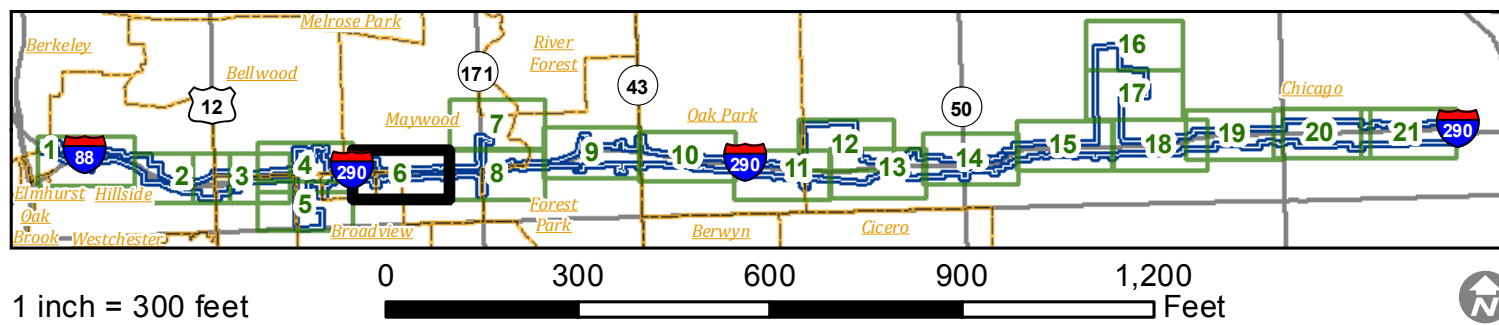 Melrose Park
Berkeley
River
Forest
Bellwood
171
43
12
50
Maywood
Oak Park
Chicago
16
17
1
88
2
3
4
290
5
6
7
8
9
10
290
11
12
13
14
15
18
19
20
21
290
Elmhurst
Hillside
Oak
Brook
Westchester
Broadview
Forest
Park
Berwyn
Cicero
0 300 600 900 1,200
1 inch = 300 feet
Feet
N